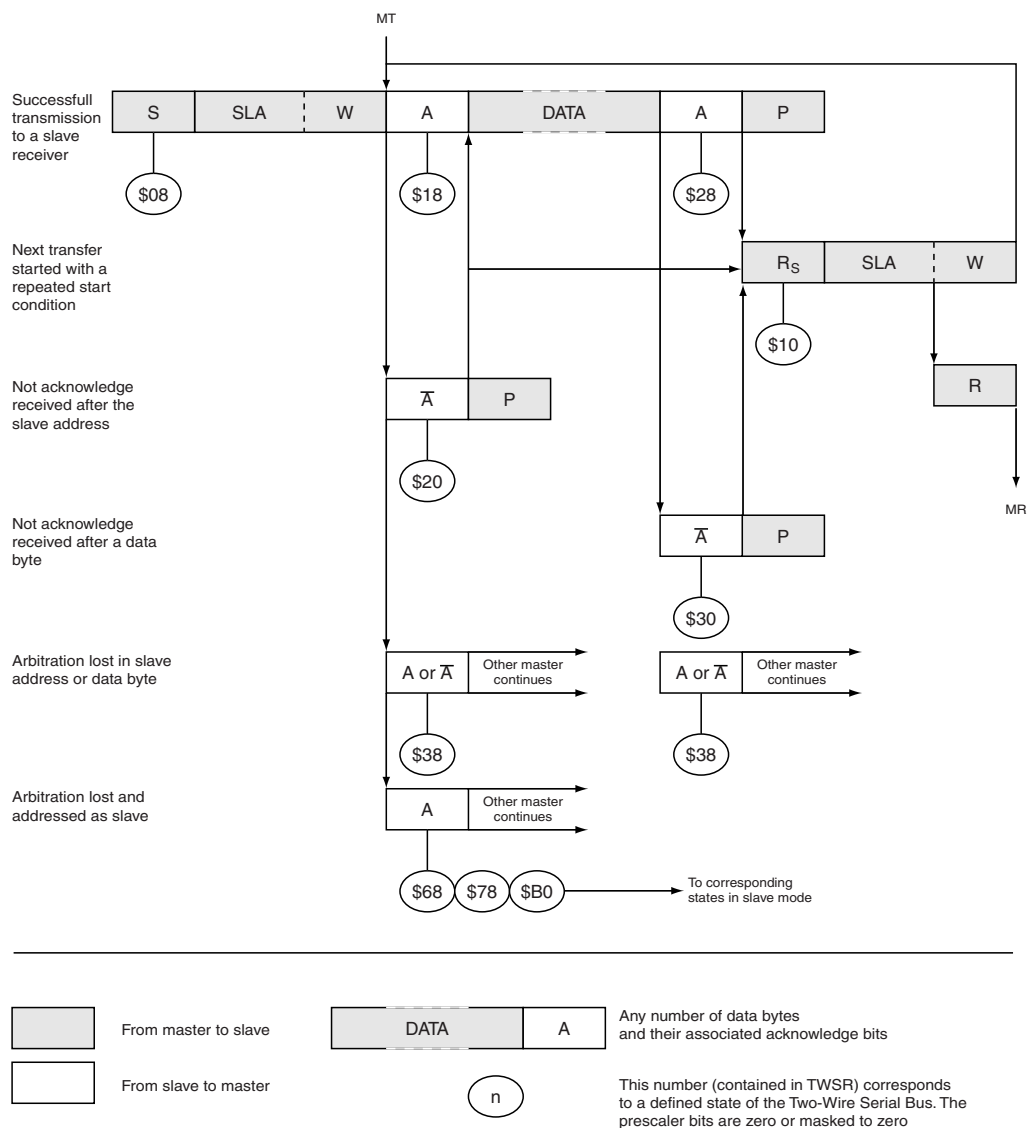 MT
Successfull
transmission
to a slave
receiver
S
SLA
W
A
DATA
A
P
$08
$18
$28
Next transfer
started with a
repeated start
condition
RS
SLA
W
$10
Not acknowledge
received after the
slave address
A̅
P
R
$20
MR
Not acknowledge
received after a data
byte
A̅
P
$30
Arbitration lost in slave
address or data byte
A or A̅
Other master
continues
A or A̅
Other master
continues
$38
$38
Arbitration lost and
addressed as slave
A
Other master
continues
$68
$78
$B0
To corresponding
states in slave mode
From master to slave
DATA
A
Any number of data bytes
and their associated acknowledge bits
From slave to master
n
This number (contained in TWSR) corresponds
to a defined state of the Two-Wire Serial Bus. The
prescaler bits are zero or masked to zero